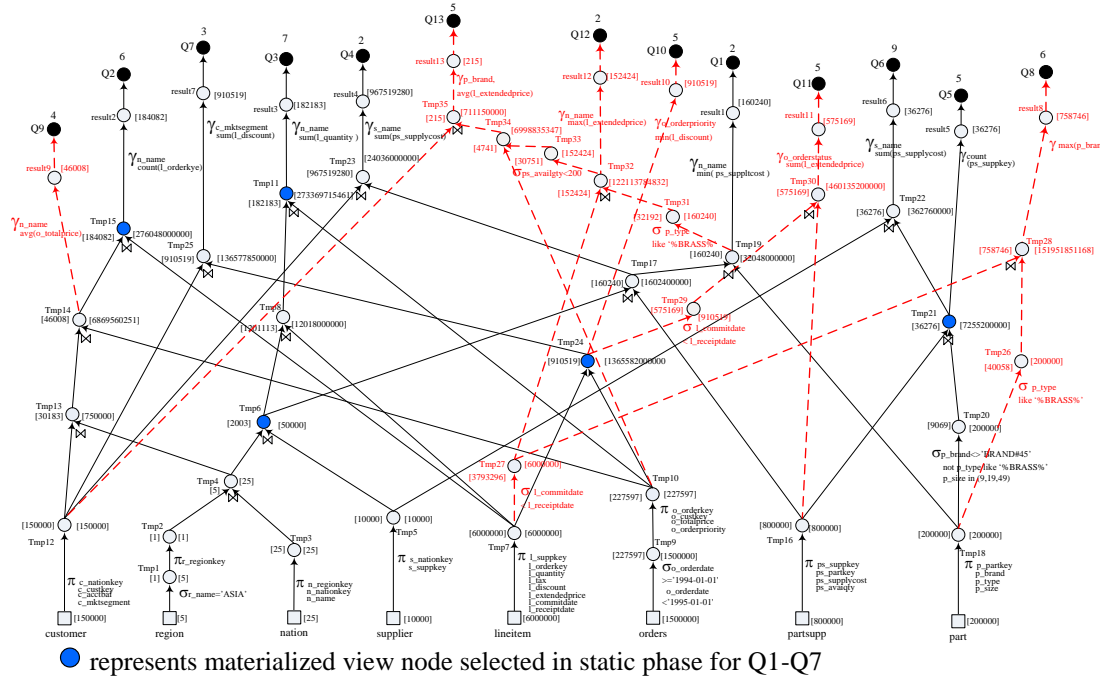 5
Q13
2
Q12
5
Q10
3
Q7
7
Q3
2
Q4
2
Q1
9
Q6
6
Q2
6
Q8
5
Q11
5
Q5
4
Q9
result13 [215]
γp_brand,
avg(l_extendedprice)
result12 [152424]
γn_name
max(l_extendedprice)
result10 [910519]
γo_orderpriority
min(l_discount)
result7 [910519]
γc_mktsegment
sum(l_discount)
result3 [182183]
γn_name
sum(l_quantity )
result4 [967519280]
γs_name
sum(ps_supplycost)
result1 [160240]
γn_name
min( ps_suppltcost )
result6 [36276]
γs_name
sum(ps_supplycost)
result2 [184082]
γn_name
count(l_orderkye)
result8 [758746]
γ max(p_brand
result11 [575169]
γo_orderstatus
sum(l_extendedprice)
result5 [36276]
γcount
(ps_suppkey)
result9 [46008]
γn_name
avg(o_totalprice)
Tmp35
[215] [711150000]
⋈
Tmp34
[4741] [6998835347]
Tmp33
[30751] [152424]
σps_availgty<200
Tmp32
[152424] [122113784832]
⋈
Tmp23
[967519280] [24036000000]
⋈
Tmp11
[182183] [273369715461]
⋈
Tmp30
[575169] [460135200000]
⋈
Tmp31
[32192] [160240]
σ p_type
like '%BRASS%'
Tmp22
[36276] [362760000]
⋈
Tmp15
[184082] [276048000000]
⋈
Tmp25
[910519] [136577850000]
⋈
Tmp19
[160240] [32048000000]
⋈
Tmp28
[758746] [151951851168]
⋈
Tmp17
[160240] [1602400000]
⋈
Tmp29
[575169] [910519]
σ l_commitdate
< l_receiptdate
Tmp14
[46008] [6869560251]
⋈
Tmp8
[1201113] [12018000000]
⋈
Tmp21
[36276] [7255200000]
⋈
Tmp24
[910519] [1365582000000
⋈
Tmp26
[40058] [200000]
σ p_type
like '%BRASS%'
Tmp13
[30183] [750000]
⋈
Tmp6
[2003] [50000]
⋈
Tmp20
[9069] [200000]
σp_brand<>'BRAND#45'
not p_type like '%BRASS%'
p_size in (9,19,49)
Tmp27
[3793296] [6000000]
σ l_commitdate
< l_receiptdate
Tmp4
[5] [25]
⋈
Tmp10
[227597] [227597]
π o_orderkey
o_custkey
o_totalprice
o_orderpriority
[150000] [150000]
Tmp12
Tmp2
[1] [1]
πr_regionkey
Tmp3
[25] [25]
[10000] [10000]
Tmp5
[6000000] [6000000]
Tmp7
Tmp9
[227597] [1500000]
σo_orderdate
>='1994-01-01'
o_orderdate
<'1995-01-01'
[800000] [800000]
Tmp16
[200000] [200000]
Tmp18
π c_nationkey
c_custkey
c_acctbaf
c_mktsegment
Tmp1
[1] [5]
σr_name='ASIA'
π n_regionkey
n_nationkey
n_name
π s_nationkey
s_suppkey
π l_suppkey
l_orderkey
l_quantity
l_tax
l_discount
l_extendedprice
l_commitdate
l_receiptdate
π ps_suppkey
ps_partkey
ps_supplycost
ps_avaiqty
π p_partkey
p_brand
p_type
p_size
[150000] [5] [25] [10000] [6000000] [1500000] [800000] [200000]
customer region nation supplier lineitem orders partsupp part
represents materialized view node selected in static phase for Q1-Q7